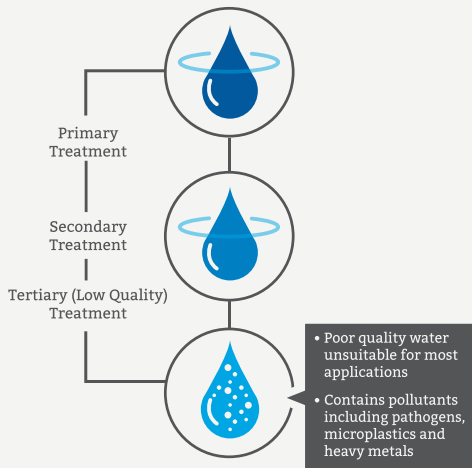 Primary
Treatment
Secondary
Treatment
Tertiary (Low Quality)
Treatment
• Poor quality water
unsuitable for most
applications
• Contains pollutants
including pathogens,
microplastics and
heavy metals